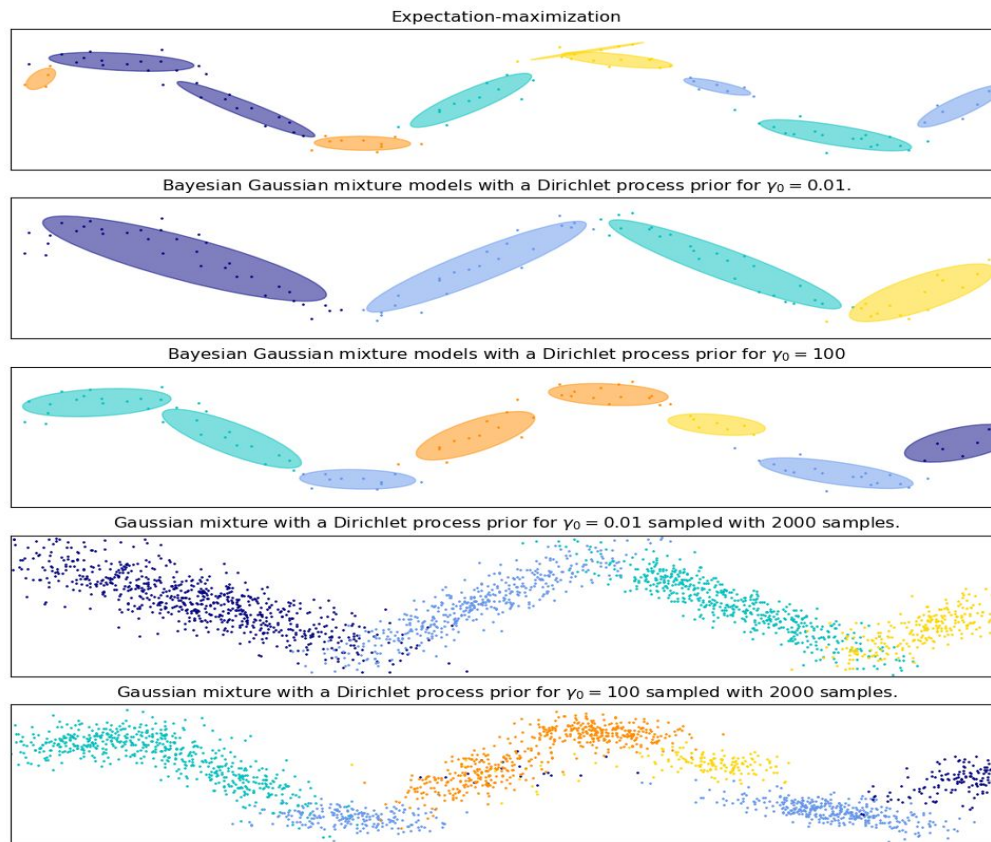 Expectation-maximization
Bayesian Gaussian mixture models with a Dirichlet process prior for γ₀ = 0.01.
Bayesian Gaussian mixture models with a Dirichlet process prior for γ₀ = 100
Gaussian mixture with a Dirichlet process prior for γ₀ = 0.01 sampled with 2000 samples.
Gaussian mixture with a Dirichlet process prior for γ₀ = 100 sampled with 2000 samples.